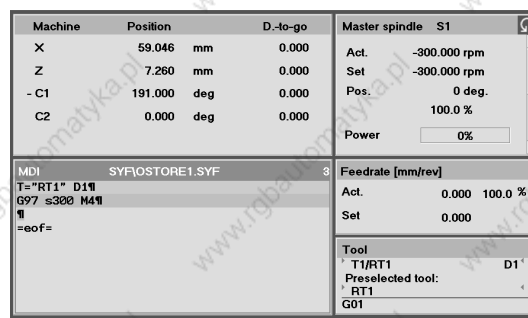 Machine Position D.-to-go
X 59.046 mm 0.000
Z 7.260 mm 0.000
- C1 191.000 deg 0.000
C2 0.000 deg 0.000
Master spindle S1
Act. -300.000 rpm
Set -300.000 rpm
Pos. 0 deg.
100.0 %
Power 0%
MDI SYF\OSTORE1.SYF 3
T="RT1" D1¶
G97 s300 M4¶
¶
=eof=
Feedrate [mm/rev]
Act. 0.000 100.0 %
Set 0.000
Tool
T1/RT1 D1
Preselected tool:
RT1
G01
www.rgbautomatyka.pl